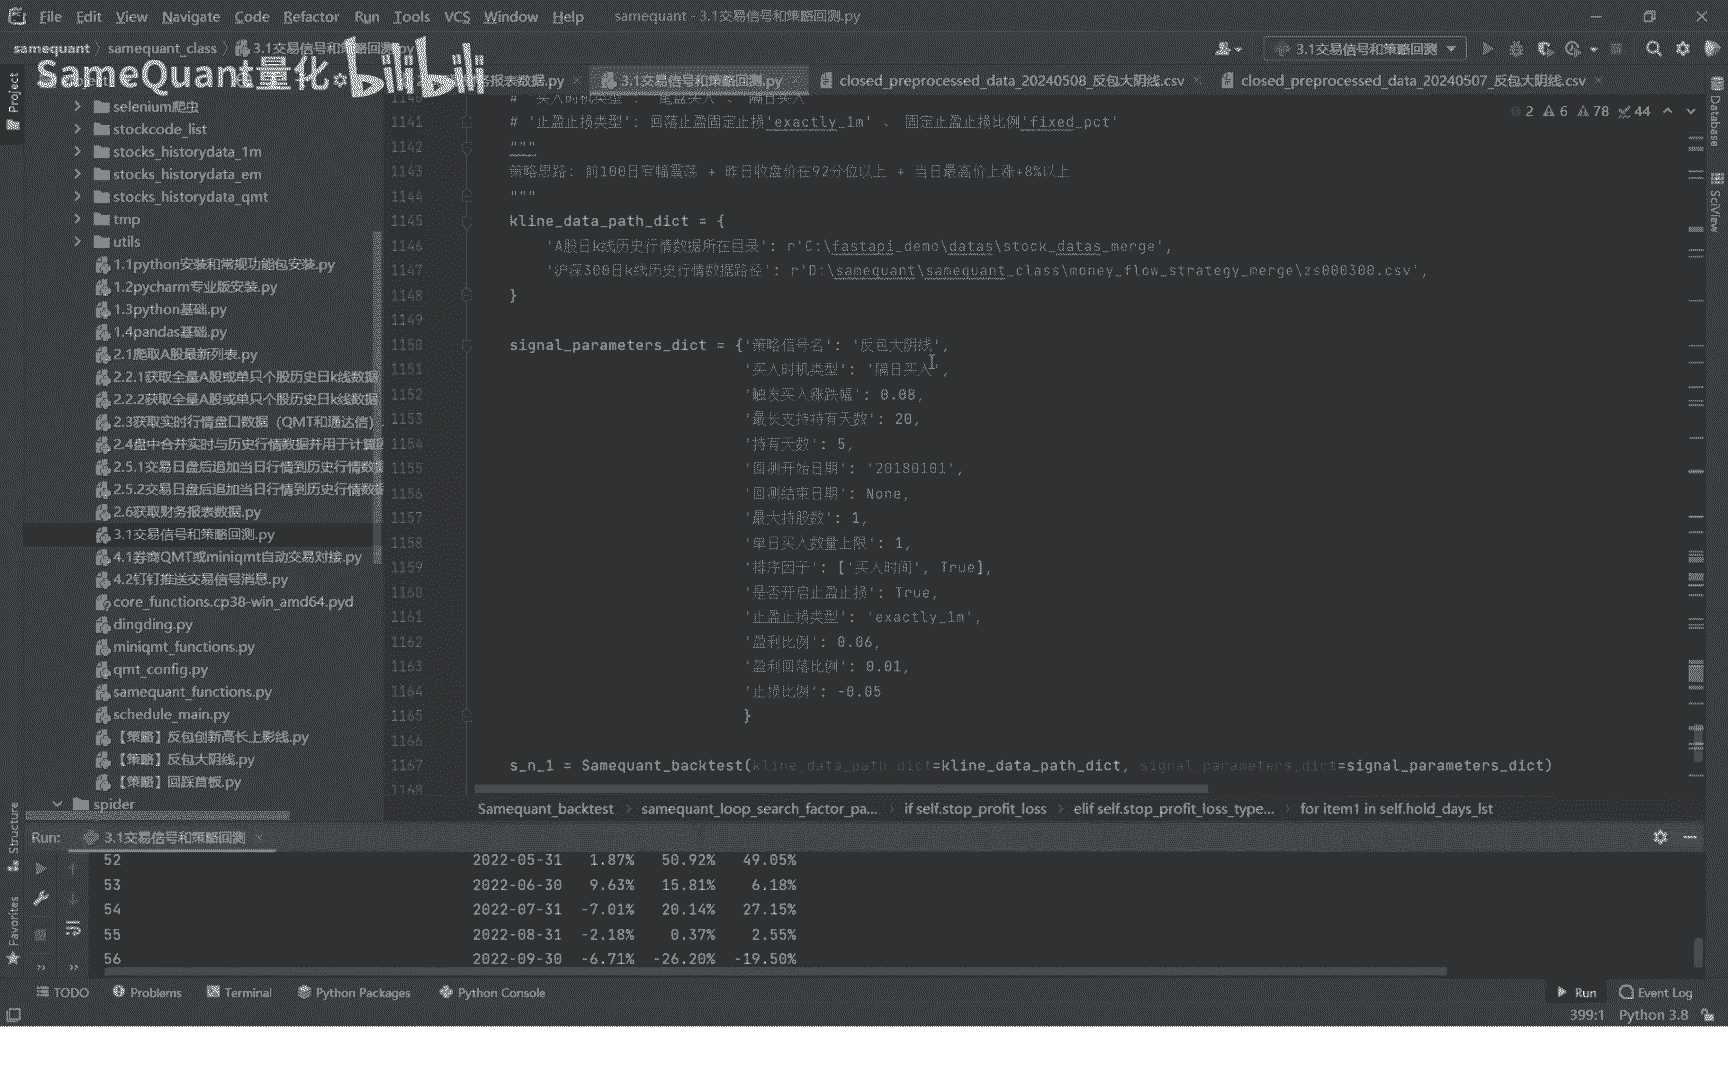 File Edit View Navigate Code Refactor Run Tools VCS Window Help samequant - 3.1交易信号和策略回测.py
samequant samequant_class 3.1交易信号和策略回测.py
3.1交易信号和策略回测
SameQuant量化 bilibili
务报表数据.py 3.1交易信号和策略回测.py closed_preprocessed_data_20240508_反包大阴线.csv closed_preprocessed_data_20240507_反包大阴线.csv
Project
selenium爬虫
stockcode_list
stocks_historydata_1m
stocks_historydata_em
stocks_historydata_qmt
tmp
utils
1.1python安装和常规功能包安装.py
1.2pycharm专业版安装.py
1.3python基础.py
1.4pandas基础.py
2.1爬取A股最新列表.py
2.2.1获取全量A股或单只个股历史日k线数据
2.2.2获取全量A股或单只个股历史日k线数据
2.3获取实时行情盘口数据（QMT和通达信）
2.4盘中合并实时与历史行情数据并用于计算
2.5.1交易日盘后追加当日行情到历史行情数
2.5.2交易日盘后追加当日行情到历史行情数
2.6获取财务报表数据.py
3.1交易信号和策略回测.py
4.1券商QMT或miniqmt自动交易对接.py
4.2钉钉推送交易信号消息.py
core_functions.cp38-win_amd64.pyd
dingding.py
miniqmt_functions.py
qmt_config.py
samequant_functions.py
schedule_main.py
【策略】反包创新高长上影线.py
【策略】反包大阴线.py
【策略】回踩首板.py
spider
2 6 78 44
1140 # '买入时机类型': '尾盘买入'、'隔日买入'
1141 # '止盈止损类型': 回落止盈固定止损'exactly_1m' 、 固定止盈止损比例'fixed_pct'
1142 """
1143 策略思路: 前100日窄幅震荡 + 昨日收盘价在92分位以上 + 当日最高价上涨+8%以上
1144 """
1145 kline_data_path_dict = {
1146 'A股日k线历史行情数据所在目录': r'C:\fastapi_demo\datas\stock_datas_merge',
1147 '沪深300日k线历史行情数据路径': r'D:\samequant\samequant_class\money_flow_strategy_merge\zs000300.csv',
1148 }
1149
1150 signal_parameters_dict = {'策略信号名': '反包大阴线',
1151 '买入时机类型': '隔日买入',
1152 '触发买入涨跌幅': 0.08,
1153 '最长支持持有天数': 20,
1154 '持有天数': 5,
1155 '回测开始日期': '20180101',
1156 '回测结束日期': None,
1157 '最大持股数': 1,
1158 '单日买入数量上限': 1,
1159 '排序因子': ['买入时间', True],
1160 '是否开启止盈止损': True,
1161 '止盈止损类型': 'exactly_1m',
1162 '盈利比例': 0.06,
1163 '盈利回落比例': 0.01,
1164 '止损比例': -0.05
1165 }
1166
1167 s_n_1 = Samequant_backtest(kline_data_path_dict=kline_data_path_dict, signal_parameters_dict=signal_parameters_dict)
1168
Samequant_backtest samequant_loop_search_factor_pa... if self.stop_profit_loss elif self.stop_profit_loss_type... for item1 in self.hold_days_lst
Database
SciView
Structure
Favorites
Run: 3.1交易信号和策略回测
52 2022-05-31 1.87% 50.92% 49.05%
53 2022-06-30 9.63% 15.81% 6.18%
54 2022-07-31 -7.01% 20.14% 27.15%
55 2022-08-31 -2.18% 0.37% 2.55%
56 2022-09-30 -6.71% -26.20% -19.50%
TODO Problems Terminal Python Packages Python Console Run Event Log
399:1 Python 3.8